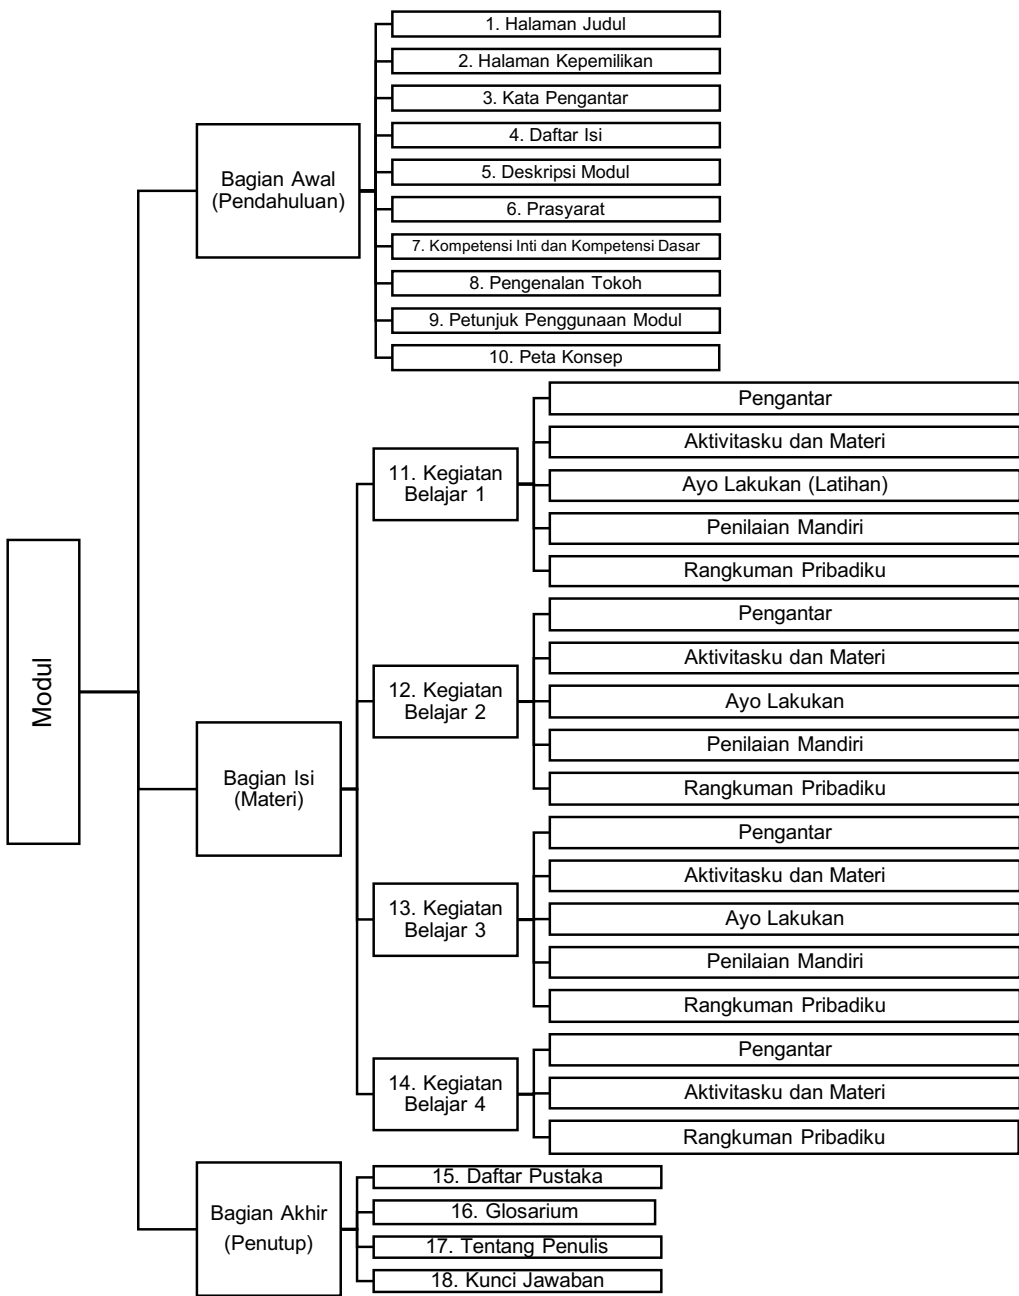 Modul
Bagian Awal
(Pendahuluan)
1. Halaman Judul
2. Halaman Kepemilikan
3. Kata Pengantar
4. Daftar Isi
5. Deskripsi Modul
6. Prasyarat
7. Kompetensi Inti dan Kompetensi Dasar
8. Pengenalan Tokoh
9. Petunjuk Penggunaan Modul
10. Peta Konsep
Bagian Isi
(Materi)
11. Kegiatan
Belajar 1
Pengantar
Aktivitasku dan Materi
Ayo Lakukan (Latihan)
Penilaian Mandiri
Rangkuman Pribadiku
12. Kegiatan
Belajar 2
Pengantar
Aktivitasku dan Materi
Ayo Lakukan
Penilaian Mandiri
Rangkuman Pribadiku
13. Kegiatan
Belajar 3
Pengantar
Aktivitasku dan Materi
Ayo Lakukan
Penilaian Mandiri
Rangkuman Pribadiku
14. Kegiatan
Belajar 4
Pengantar
Aktivitasku dan Materi
Rangkuman Pribadiku
Bagian Akhir
(Penutup)
15. Daftar Pustaka
16. Glosarium
17. Tentang Penulis
18. Kunci Jawaban